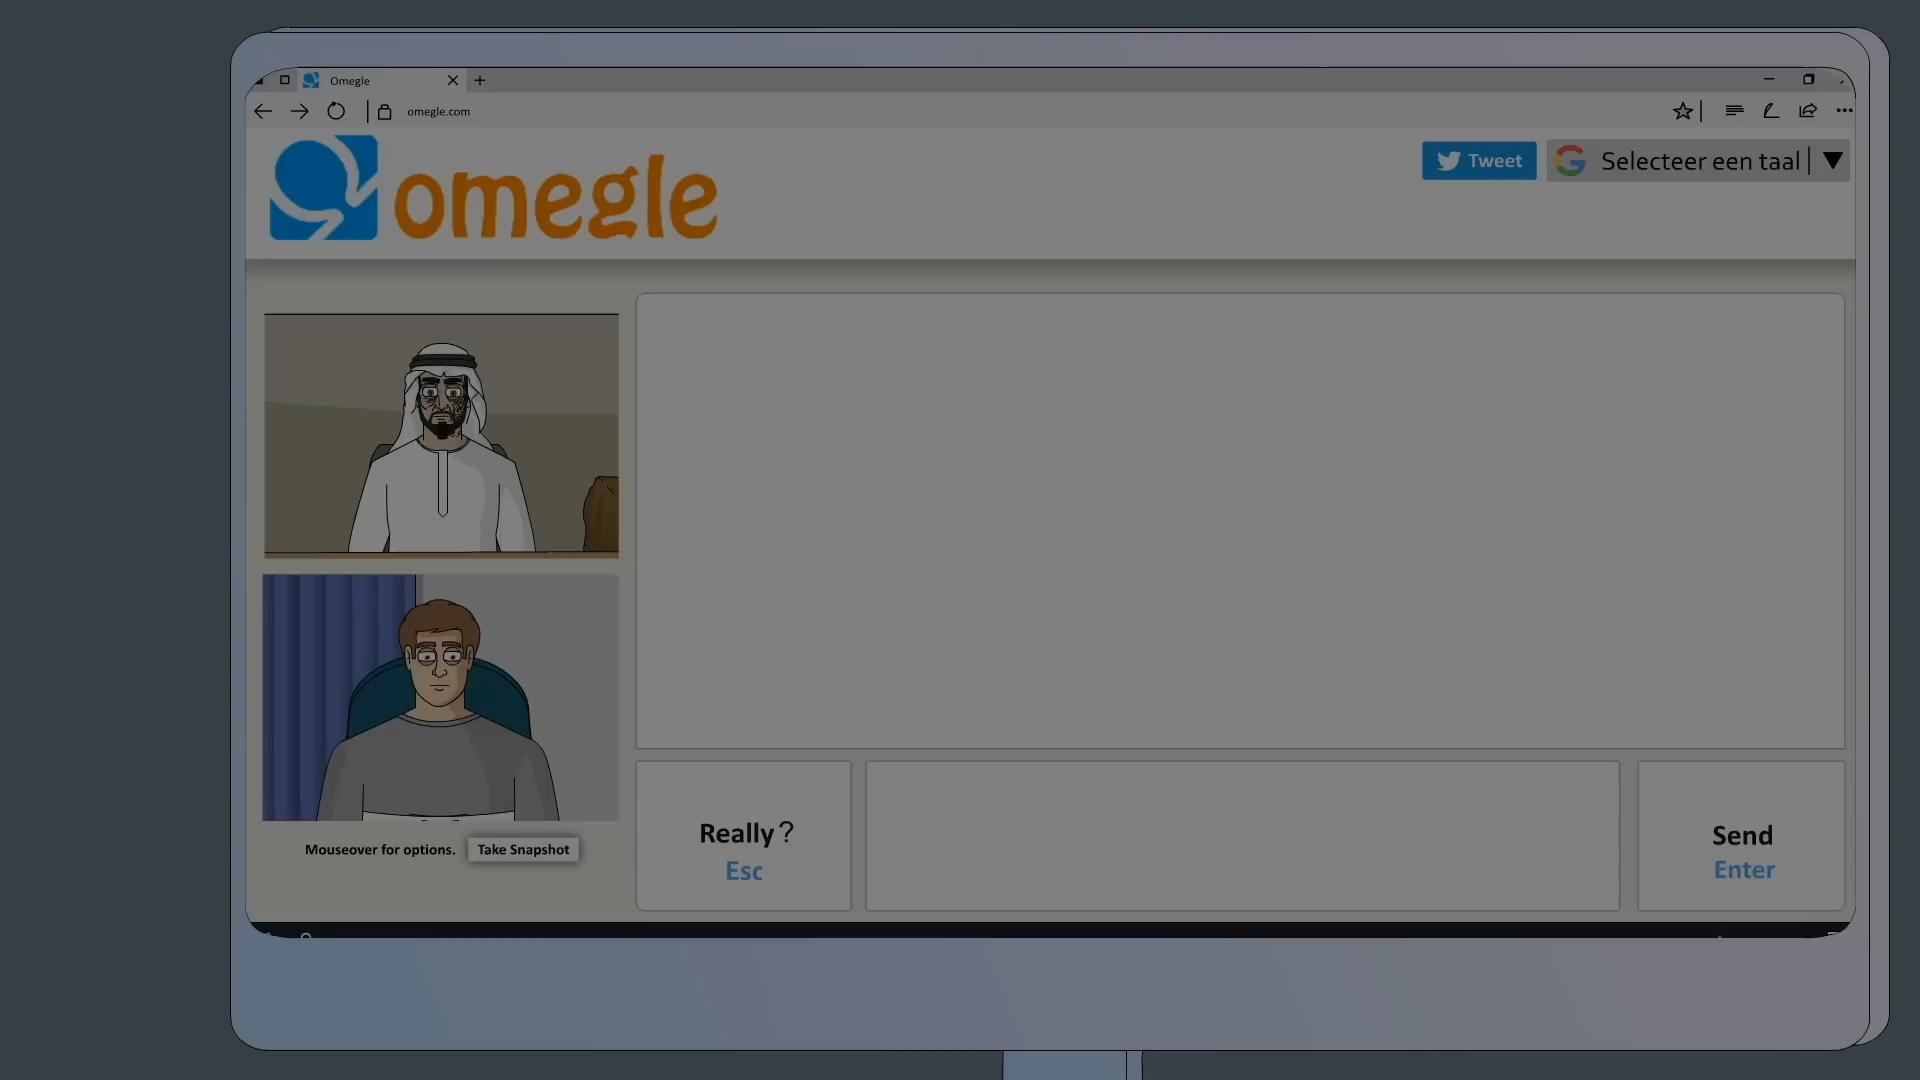 Omegle
omegle.com
omegle
Tweet
Selecteer een taal
Mouseover for options.
Take Snapshot
Really?
Esc
Send
Enter